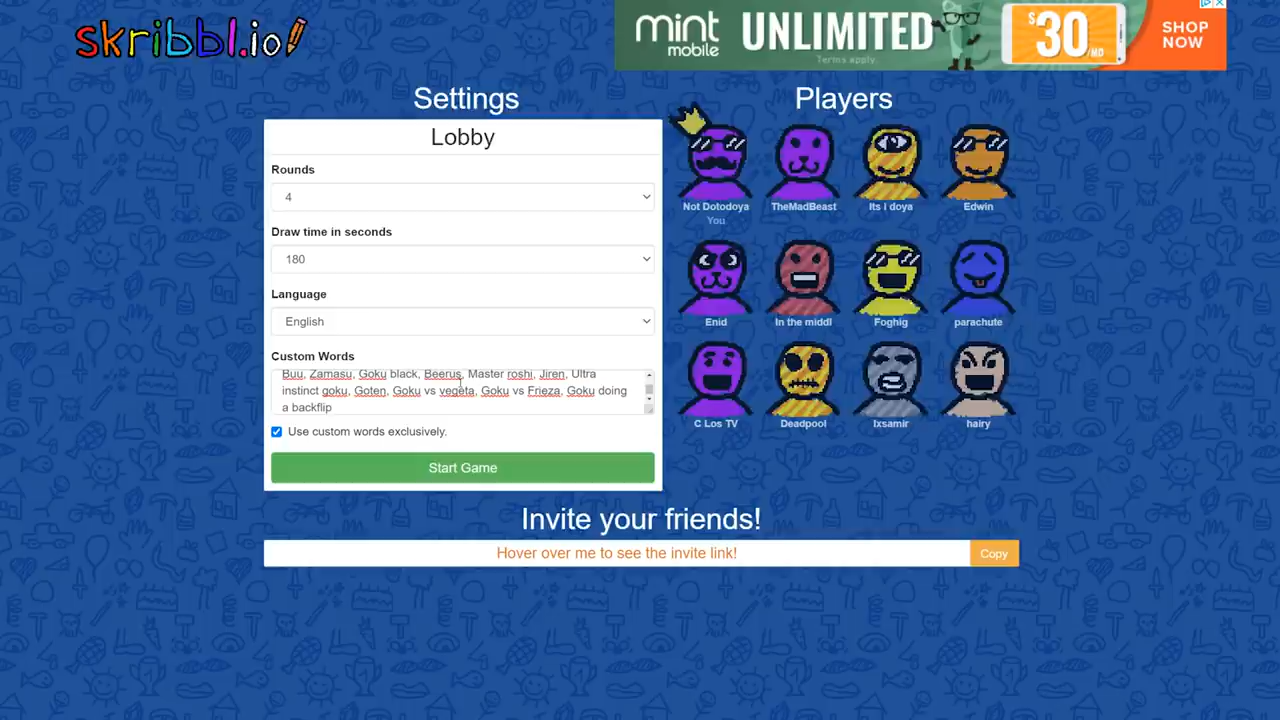 skribbl.io
mint
mobile
UNLIMITED
Terms apply.
$30/MO
SHOP
NOW
Settings
Players
Lobby
Rounds
4
Draw time in seconds
180
Language
English
Custom Words
Buu, Zamasu, Goku black, Beerus, Master roshi, Jiren, Ultra
instinct goku, Goten, Goku vs vegeta, Goku vs Frieza, Goku doing
a backflip
Use custom words exclusively.
Start Game
Not Dotodoya
You
TheMadBeast
Its I doya
Edwin
Enid
In the middl
Foghig
parachute
C Los TV
Deadpool
Ixsamir
hairy
Invite your friends!
Hover over me to see the invite link!
Copy